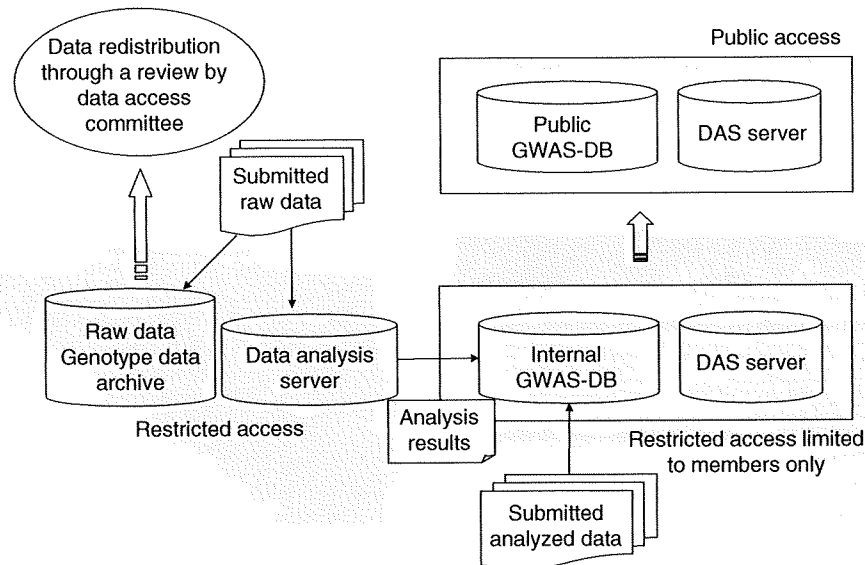 Data redistribution
through a review by
data access
committee
Public access
Public
GWAS-DB
DAS server
Submitted
raw data
Raw data
Genotype data
archive
Data analysis
server
Internal
GWAS-DB
DAS server
Restricted access
Analysis
results
Restricted access limited
to members only
Submitted
analyzed data